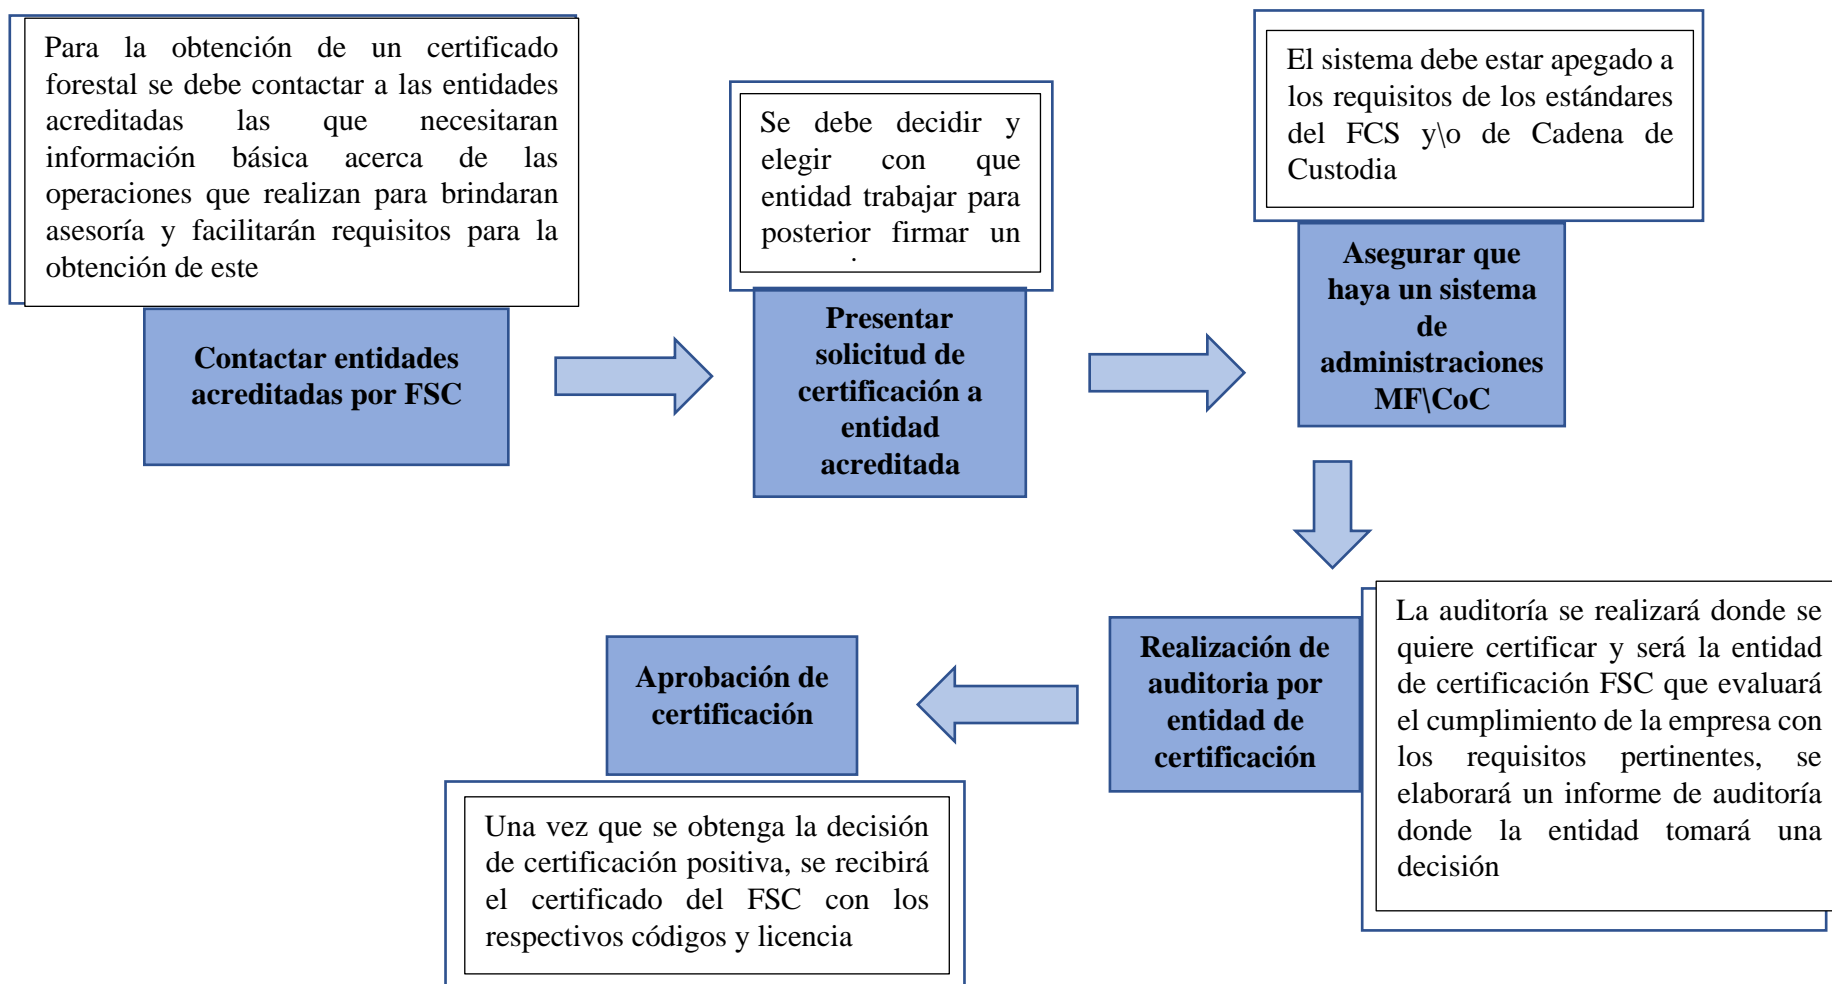 Para la obtención de un certificado
forestal se debe contactar a las entidades
acreditadas las que necesitaran
información básica acerca de las
operaciones que realizan para brindaran
asesoría y facilitarán requisitos para la
obtención de este
Contactar entidades
acreditadas por FSC
Se debe decidir y
elegir con que
entidad trabajar para
posterior firmar un
Presentar
solicitud de
certificación a
entidad
acreditada
El sistema debe estar apegado a
los requisitos de los estándares
del FCS y\o de Cadena de
Custodia
Asegurar que
haya un sistema
de
administraciones
MF\CoC
La auditoría se realizará donde se
quiere certificar y será la entidad
de certificación FSC que evaluará
el cumplimiento de la empresa con
los requisitos pertinentes, se
elaborará un informe de auditoría
donde la entidad tomará una
decisión
Realización de
auditoria por
entidad de
certificación
Aprobación de
certificación
Una vez que se obtenga la decisión
de certificación positiva, se recibirá
el certificado del FSC con los
respectivos códigos y licencia